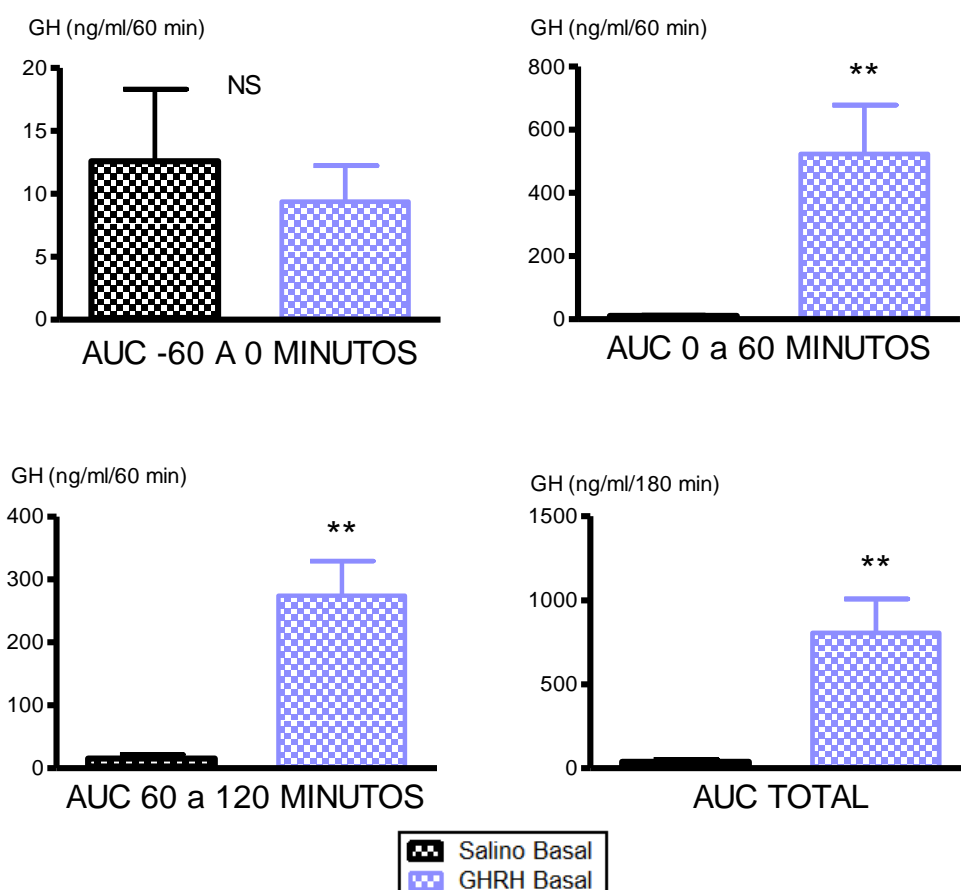 GH (ng/ml/60 min)
20
15
10
5
0
NS
AUC -60 A 0 MINUTOS
GH (ng/ml/60 min)
800
600
400
200
0
**
AUC 0 a 60 MINUTOS
GH (ng/ml/60 min)
400
300
200
100
0
**
AUC 60 a 120 MINUTOS
GH (ng/ml/180 min)
1500
1000
500
0
**
AUC TOTAL
Salino Basal
GHRH Basal